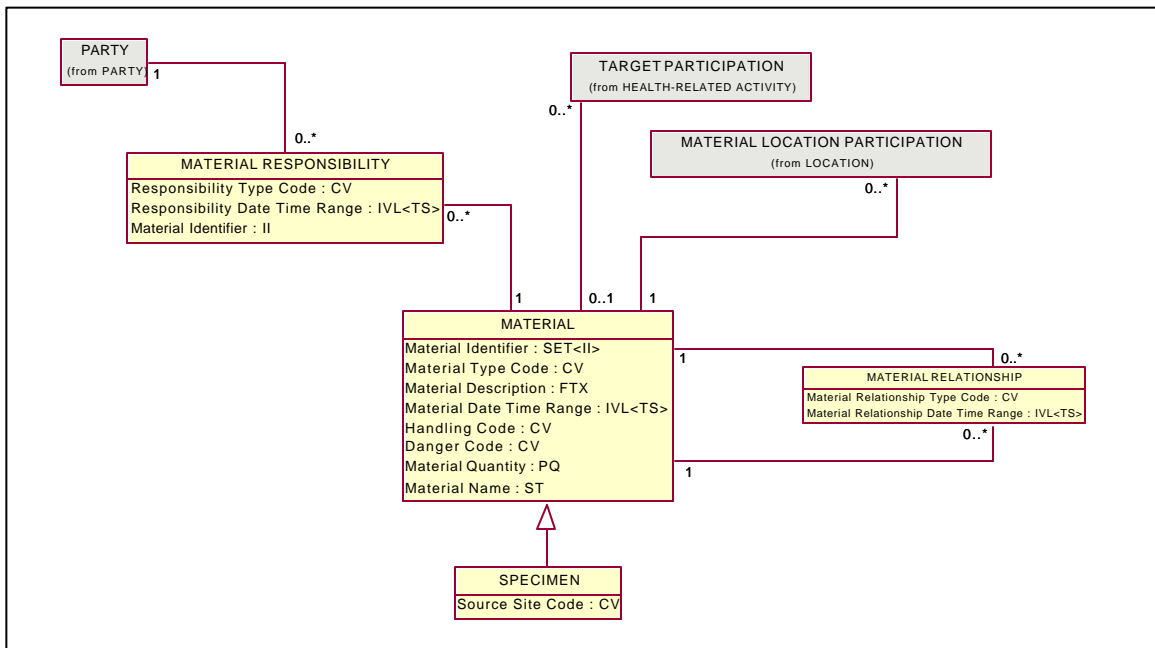 PARTY
(from PARTY)
1
TARGET PARTICIPATION
(from HEALTH-RELATED ACTIVITY)
0..*
MATERIAL LOCATION PARTICIPATION
(from LOCATION)
0..*
0..*
MATERIAL RESPONSIBILITY
Responsibility Type Code : CV
Responsibility Date Time Range : IVL<TS>
Material Identifier : II
0..*
1
0..1
1
MATERIAL
Material Identifier : SET<II>
Material Type Code : CV
Material Description : FTX
Material Date Time Range : IVL<TS>
Handling Code : CV
Danger Code : CV
Material Quantity : PQ
Material Name : ST
1
0..*
MATERIAL RELATIONSHIP
Material Relationship Type Code : CV
Material Relationship Date Time Range : IVL<TS>
0..*
1
SPECIMEN
Source Site Code : CV